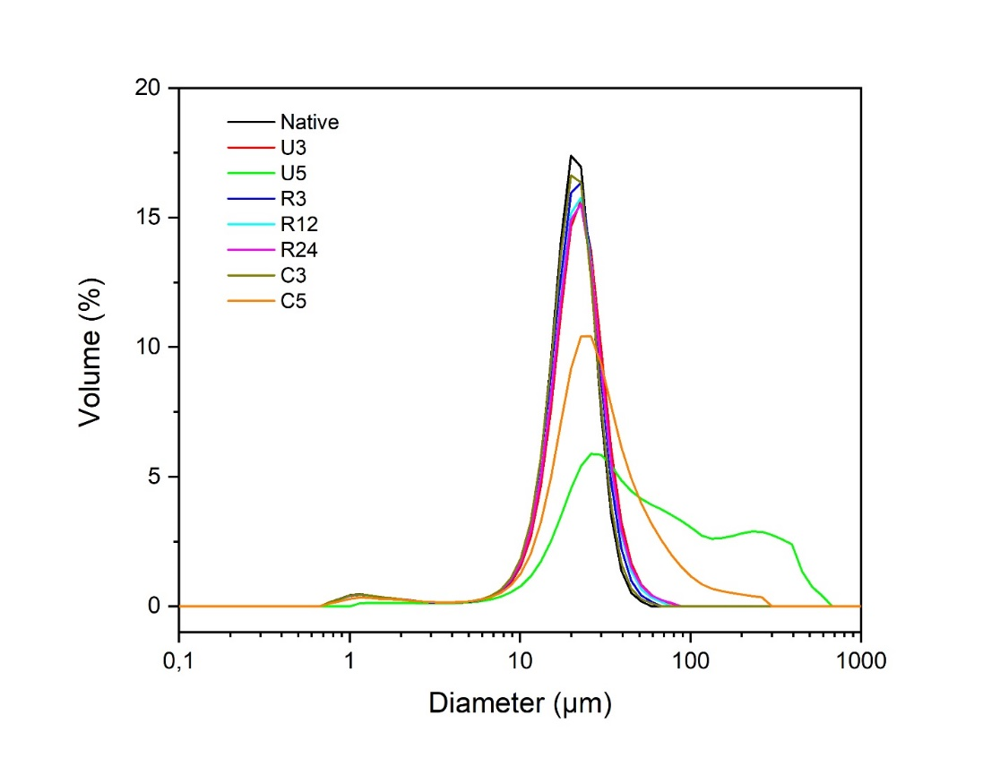 20
15
10
5
0
Volume (%)
Native
U3
U5
R3
R12
R24
C3
C5
0,1
1
10
100
1000
Diameter (µm)